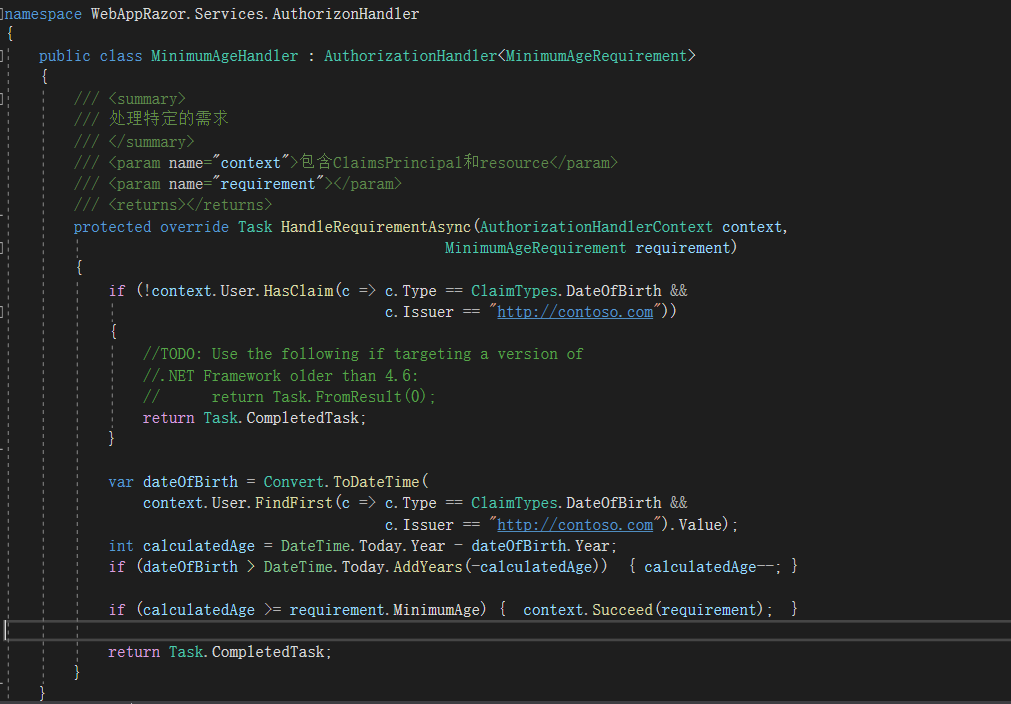 namespace WebAppRazor.Services.AuthorizonHandler
{
public class MinimumAgeHandler : AuthorizationHandler<MinimumAgeRequirement>
{
/// <summary>
/// 处理特定的需求
/// </summary>
/// <param name="context">包含ClaimsPrincipal和resource</param>
/// <param name="requirement"></param>
/// <returns></returns>
protected override Task HandleRequirementAsync(AuthorizationHandlerContext context,
MinimumAgeRequirement requirement)
{
if (!context.User.HasClaim(c => c.Type == ClaimTypes.DateOfBirth &&
c.Issuer == "http://contoso.com"))
{
//TODO: Use the following if targeting a version of
//.NET Framework older than 4.6:
// return Task.FromResult(0);
return Task.CompletedTask;
}
var dateOfBirth = Convert.ToDateTime(
context.User.FindFirst(c => c.Type == ClaimTypes.DateOfBirth &&
c.Issuer == "http://contoso.com").Value);
int calculatedAge = DateTime.Today.Year - dateOfBirth.Year;
if (dateOfBirth > DateTime.Today.AddYears(-calculatedAge)) { calculatedAge--; }
if (calculatedAge >= requirement.MinimumAge) { context.Succeed(requirement); }
return Task.CompletedTask;
}
}